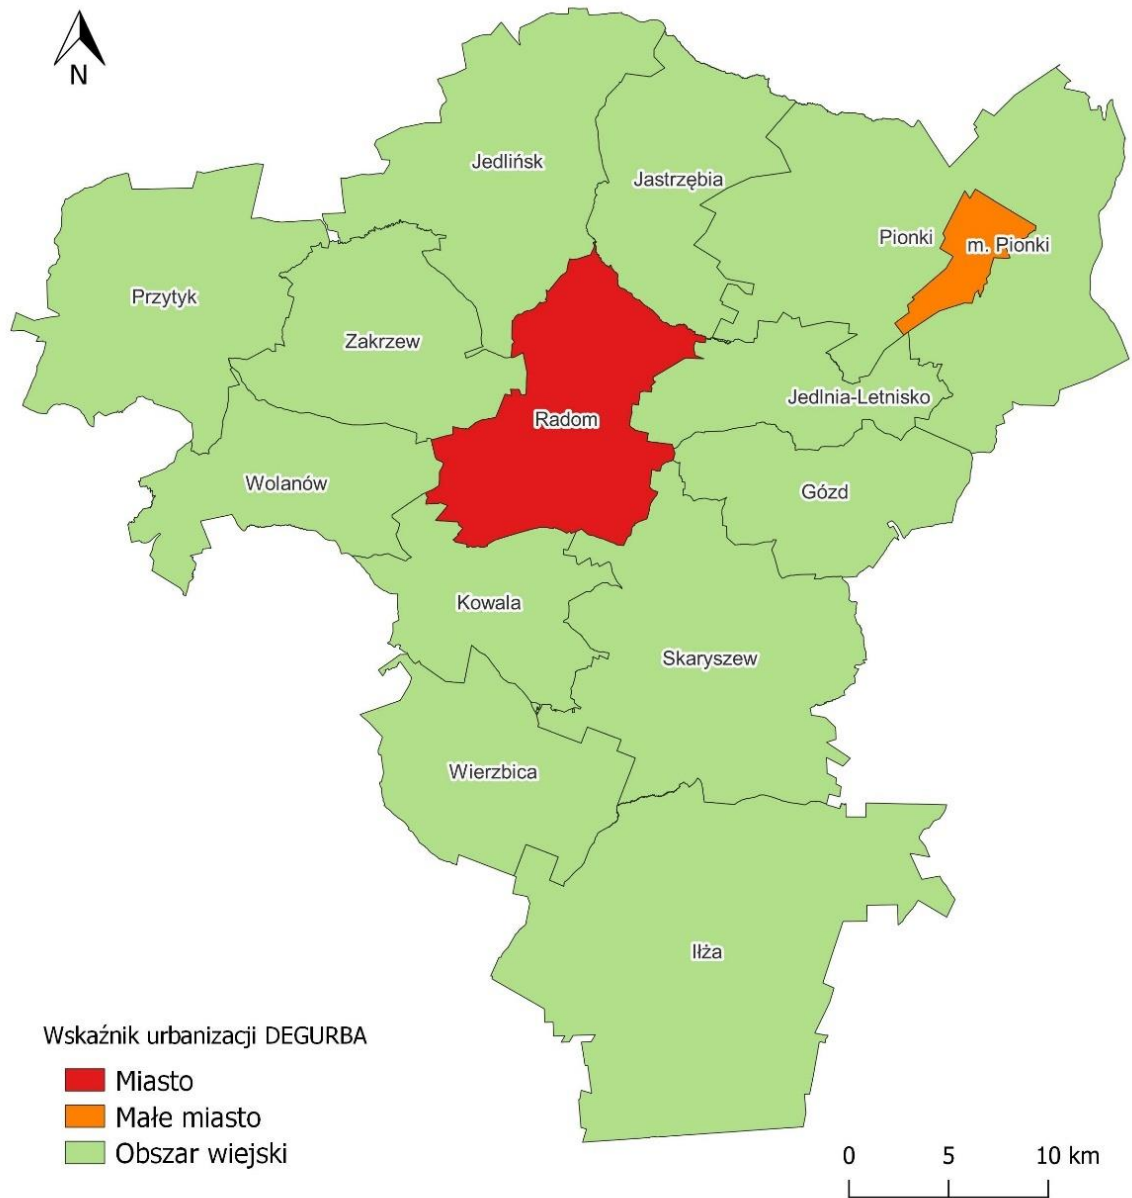 N
Jedlińsk
Jastrzębia
Pionki
m. Pionki
Przytyk
Zakrzew
Jedlnia-Letnisko
Radom
Wolanów
Gózd
Kowala
Skaryszew
Wierzbica
Iłża
Wskaźnik urbanizacji DEGURBA
Miasto
Małe miasto
Obszar wiejski
0 5 10 km